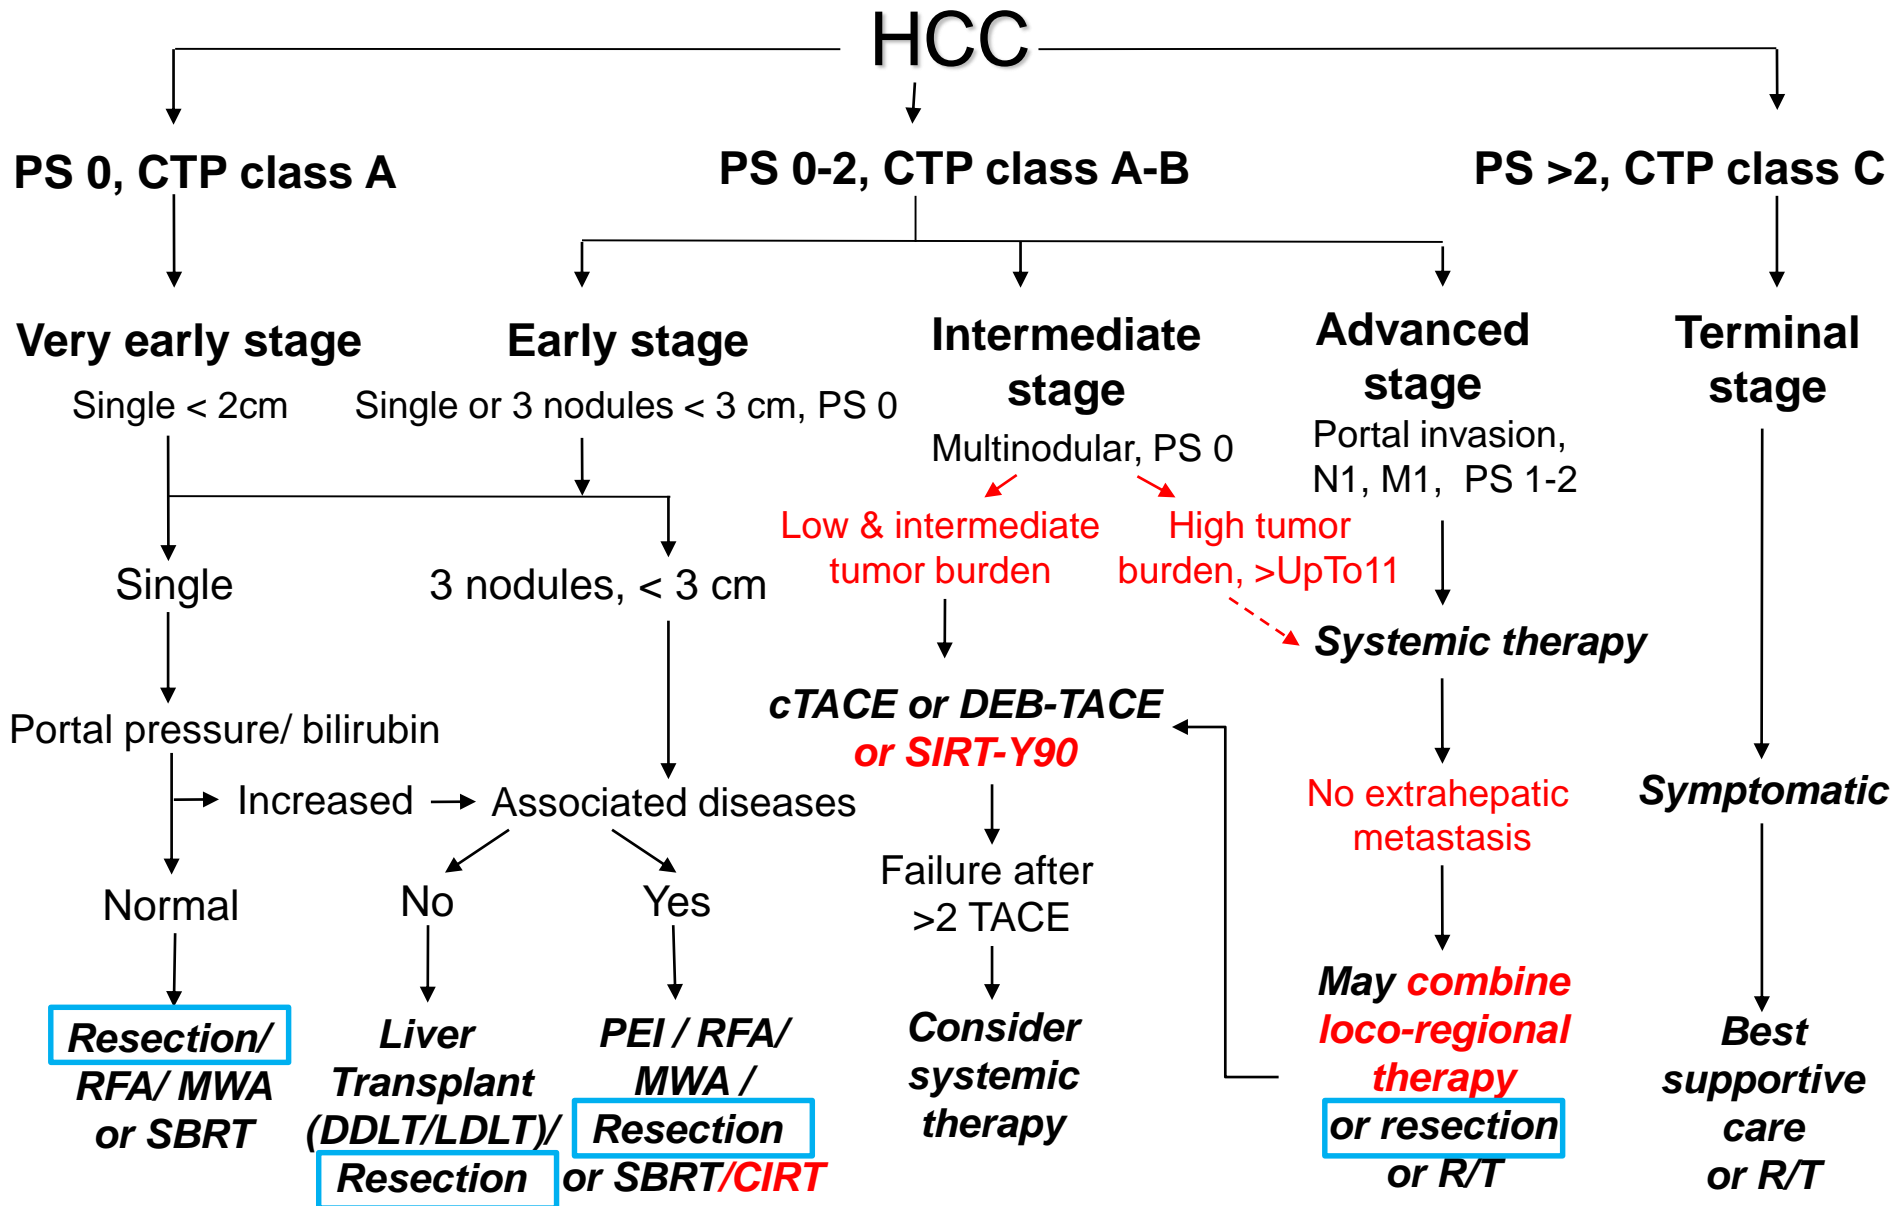 HCC
PS 0, CTP class A
PS 0-2, CTP class A-B
PS >2, CTP class C
Very early stage
Single < 2cm
Early stage
Single or 3 nodules < 3 cm, PS 0
Intermediate
stage
Multinodular, PS 0
Advanced
stage
Portal invasion,
N1, M1, PS 1-2
Terminal
stage
Low & intermediate
tumor burden
High tumor
burden, >UpTo11
Single
3 nodules, < 3 cm
Systemic therapy
Portal pressure/ bilirubin
cTACE or DEB-TACE
or SIRT-Y90
Increased
Associated diseases
No extrahepatic
metastasis
Symptomatic
Normal
No
Yes
Failure after
>2 TACE
Resection/
RFA/ MWA
or SBRT
Liver
Transplant
(DDLT/LDLT)/
Resection
PEI / RFA/
MWA /
Resection
or SBRT/CIRT
Consider
systemic
therapy
May combine
loco-regional
therapy
or resection
or R/T
Best
supportive
care
or R/T